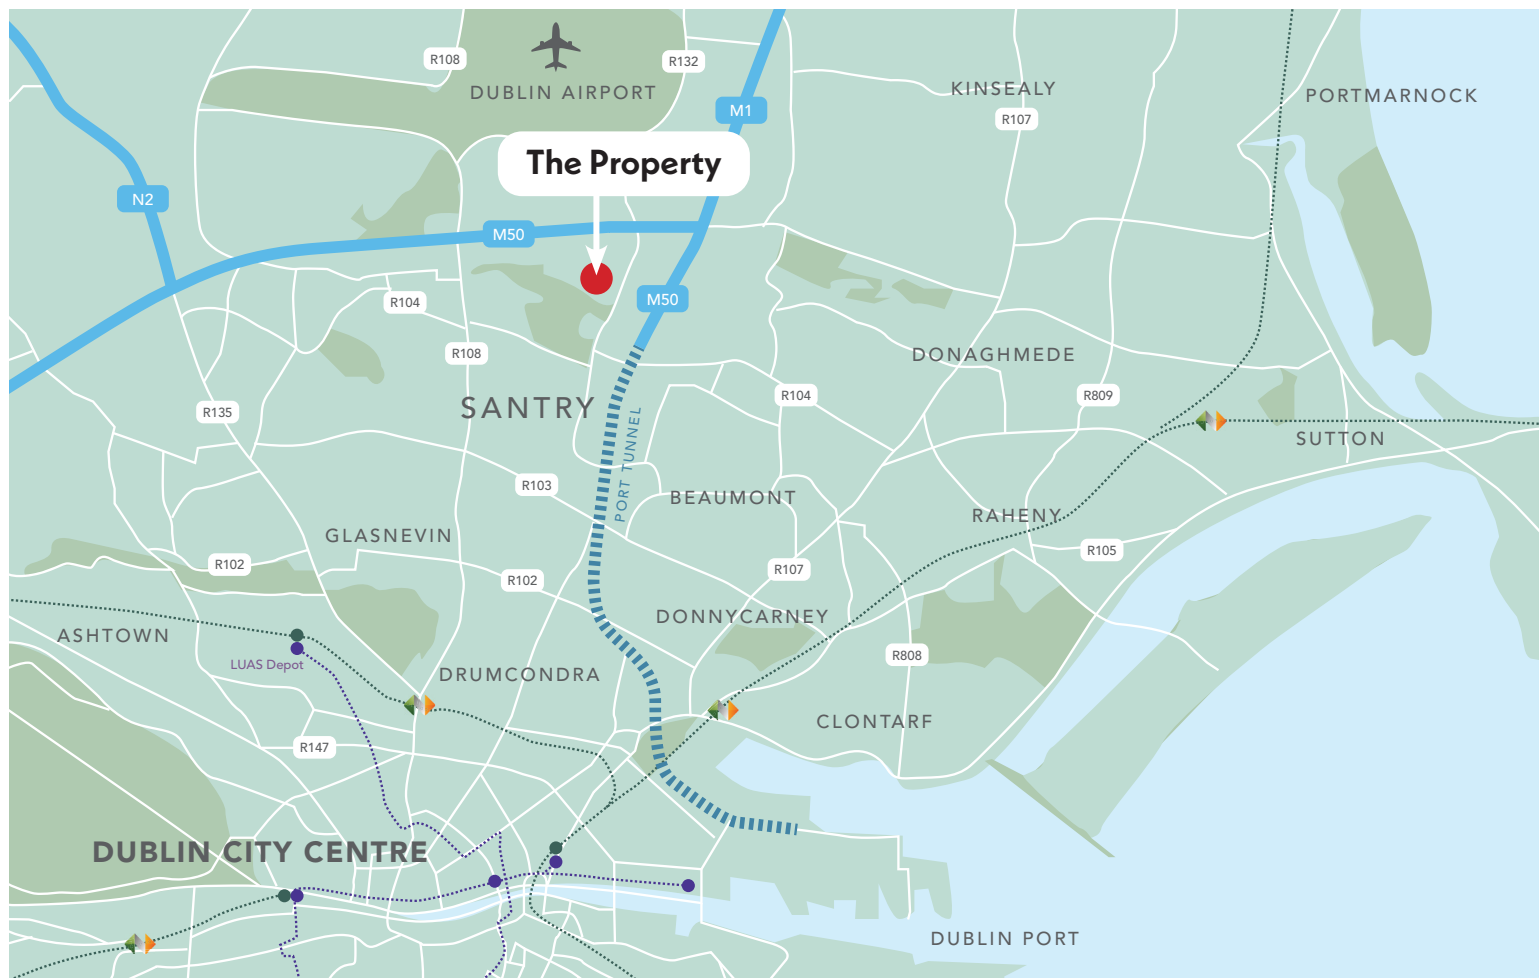 R108
R132
DUBLIN AIRPORT
KINSEALY
PORTMARNOCK
M1
R107
The Property
N2
M50
M50
R104
R108
DONAGHMEDE
R104
R809
SANTRY
R135
PORT TUNNEL
SUTTON
R103
BEAUMONT
RAHENY
GLASNEVIN
R105
R102
R102
R107
DONNYCARNEY
ASHTOWN
LUAS Depot
R808
DRUMCONDRA
CLONTARF
R147
DUBLIN CITY CENTRE
DUBLIN PORT